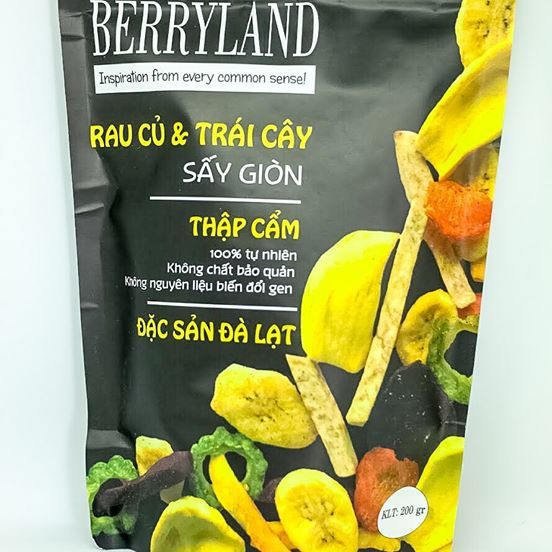 BERRYLAND
Inspiration from every common sense!
RAU CỦ & TRÁI CÂY
SẤY GIÒN
THẬP CẨM
100% tự nhiên
Không chất bảo quản
Không nguyên liệu biến đổi gen
ĐẶC SẢN ĐÀ LẠT
KLT: 200 gr